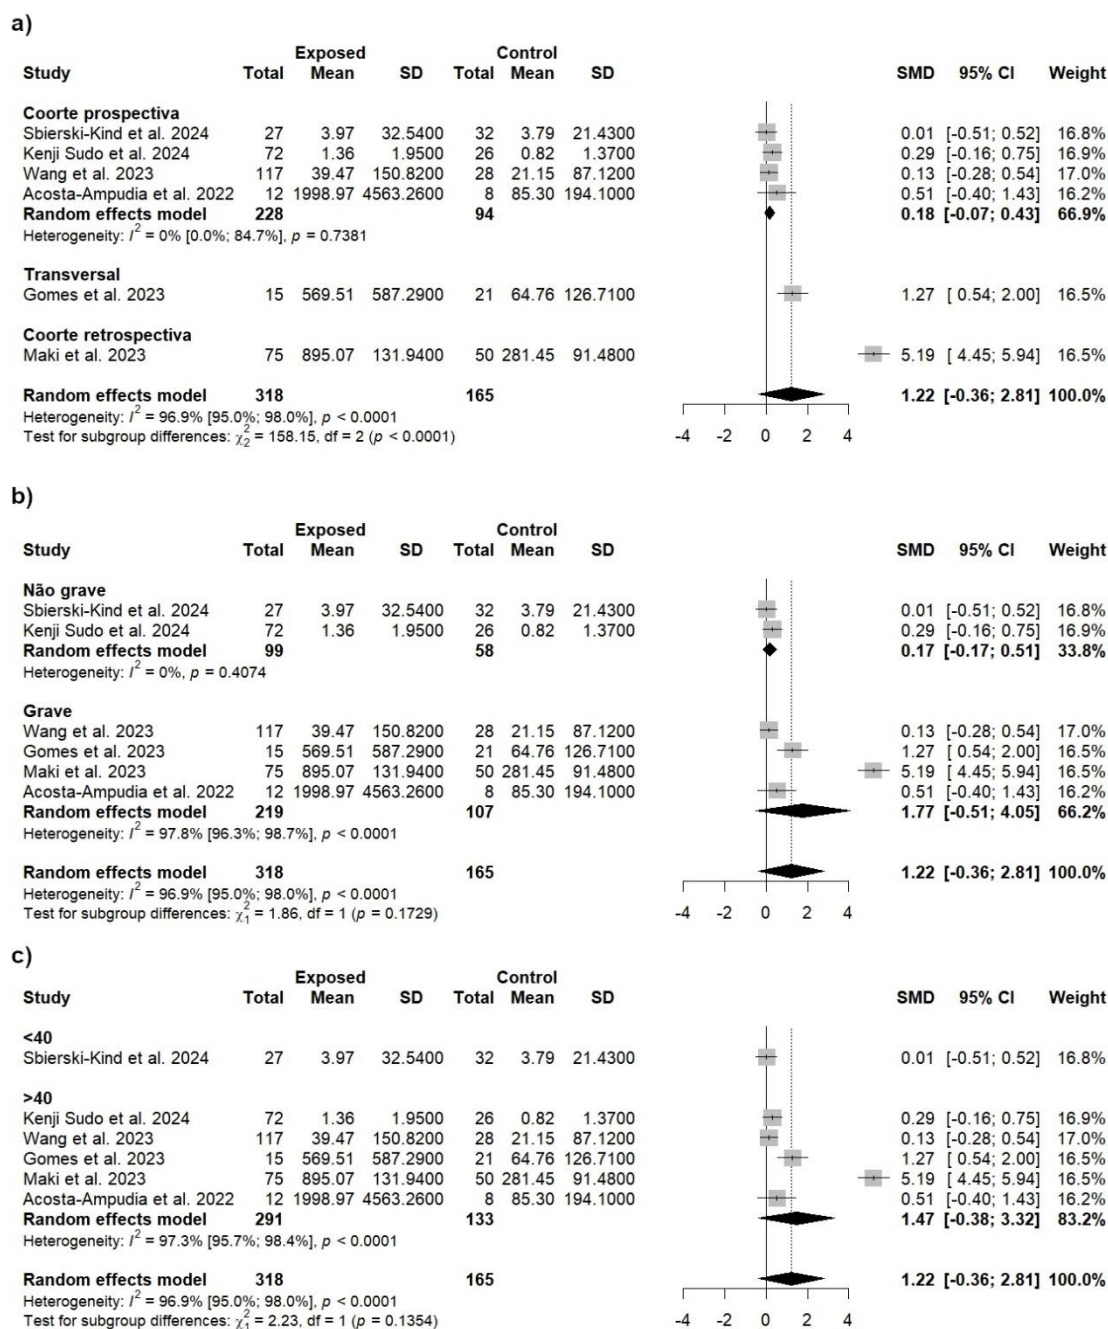 a)
Exposed Control
Study Total Mean SD Total Mean SD SMD 95% CI Weight
Coorte prospectiva
Sbierski-Kind et al. 2024 27 3.97 32.5400 32 3.79 21.4300 0.01 [-0.51; 0.52] 16.8%
Kenji Sudo et al. 2024 72 1.36 1.9500 26 0.82 1.3700 0.29 [-0.16; 0.75] 16.9%
Wang et al. 2023 117 39.47 150.8200 28 21.15 87.1200 0.13 [-0.28; 0.54] 17.0%
Acosta-Ampudia et al. 2022 12 1998.97 4563.2600 8 85.30 194.1000 0.51 [-0.40; 1.43] 16.2%
Random effects model 228 94 0.18 [-0.07; 0.43] 66.9%
Heterogeneity: I² = 0% [0.0%; 84.7%], p = 0.7381
Transversal
Gomes et al. 2023 15 569.51 587.2900 21 64.76 126.7100 1.27 [ 0.54; 2.00] 16.5%
Coorte retrospectiva
Maki et al. 2023 75 895.07 131.9400 50 281.45 91.4800 5.19 [ 4.45; 5.94] 16.5%
Random effects model 318 165 1.22 [-0.36; 2.81] 100.0%
Heterogeneity: I² = 96.9% [95.0%; 98.0%], p < 0.0001
Test for subgroup differences: χ²₂ = 158.15, df = 2 (p < 0.0001)
-4 -2 0 2 4
b)
Exposed Control
Study Total Mean SD Total Mean SD SMD 95% CI Weight
Não grave
Sbierski-Kind et al. 2024 27 3.97 32.5400 32 3.79 21.4300 0.01 [-0.51; 0.52] 16.8%
Kenji Sudo et al. 2024 72 1.36 1.9500 26 0.82 1.3700 0.29 [-0.16; 0.75] 16.9%
Random effects model 99 58 0.17 [-0.17; 0.51] 33.8%
Heterogeneity: I² = 0%, p = 0.4074
Grave
Wang et al. 2023 117 39.47 150.8200 28 21.15 87.1200 0.13 [-0.28; 0.54] 17.0%
Gomes et al. 2023 15 569.51 587.2900 21 64.76 126.7100 1.27 [ 0.54; 2.00] 16.5%
Maki et al. 2023 75 895.07 131.9400 50 281.45 91.4800 5.19 [ 4.45; 5.94] 16.5%
Acosta-Ampudia et al. 2022 12 1998.97 4563.2600 8 85.30 194.1000 0.51 [-0.40; 1.43] 16.2%
Random effects model 219 107 1.77 [-0.51; 4.05] 66.2%
Heterogeneity: I² = 97.8% [96.3%; 98.7%], p < 0.0001
Random effects model 318 165 1.22 [-0.36; 2.81] 100.0%
Heterogeneity: I² = 96.9% [95.0%; 98.0%], p < 0.0001
Test for subgroup differences: χ²₁ = 1.86, df = 1 (p = 0.1729)
-4 -2 0 2 4
c)
Exposed Control
Study Total Mean SD Total Mean SD SMD 95% CI Weight
<40
Sbierski-Kind et al. 2024 27 3.97 32.5400 32 3.79 21.4300 0.01 [-0.51; 0.52] 16.8%
>40
Kenji Sudo et al. 2024 72 1.36 1.9500 26 0.82 1.3700 0.29 [-0.16; 0.75] 16.9%
Wang et al. 2023 117 39.47 150.8200 28 21.15 87.1200 0.13 [-0.28; 0.54] 17.0%
Gomes et al. 2023 15 569.51 587.2900 21 64.76 126.7100 1.27 [ 0.54; 2.00] 16.5%
Maki et al. 2023 75 895.07 131.9400 50 281.45 91.4800 5.19 [ 4.45; 5.94] 16.5%
Acosta-Ampudia et al. 2022 12 1998.97 4563.2600 8 85.30 194.1000 0.51 [-0.40; 1.43] 16.2%
Random effects model 291 133 1.47 [-0.38; 3.32] 83.2%
Heterogeneity: I² = 97.3% [95.7%; 98.4%], p < 0.0001
Random effects model 318 165 1.22 [-0.36; 2.81] 100.0%
Heterogeneity: I² = 96.9% [95.0%; 98.0%], p < 0.0001
Test for subgroup differences: χ²₁ = 2.23, df = 1 (p = 0.1354)
-4 -2 0 2 4